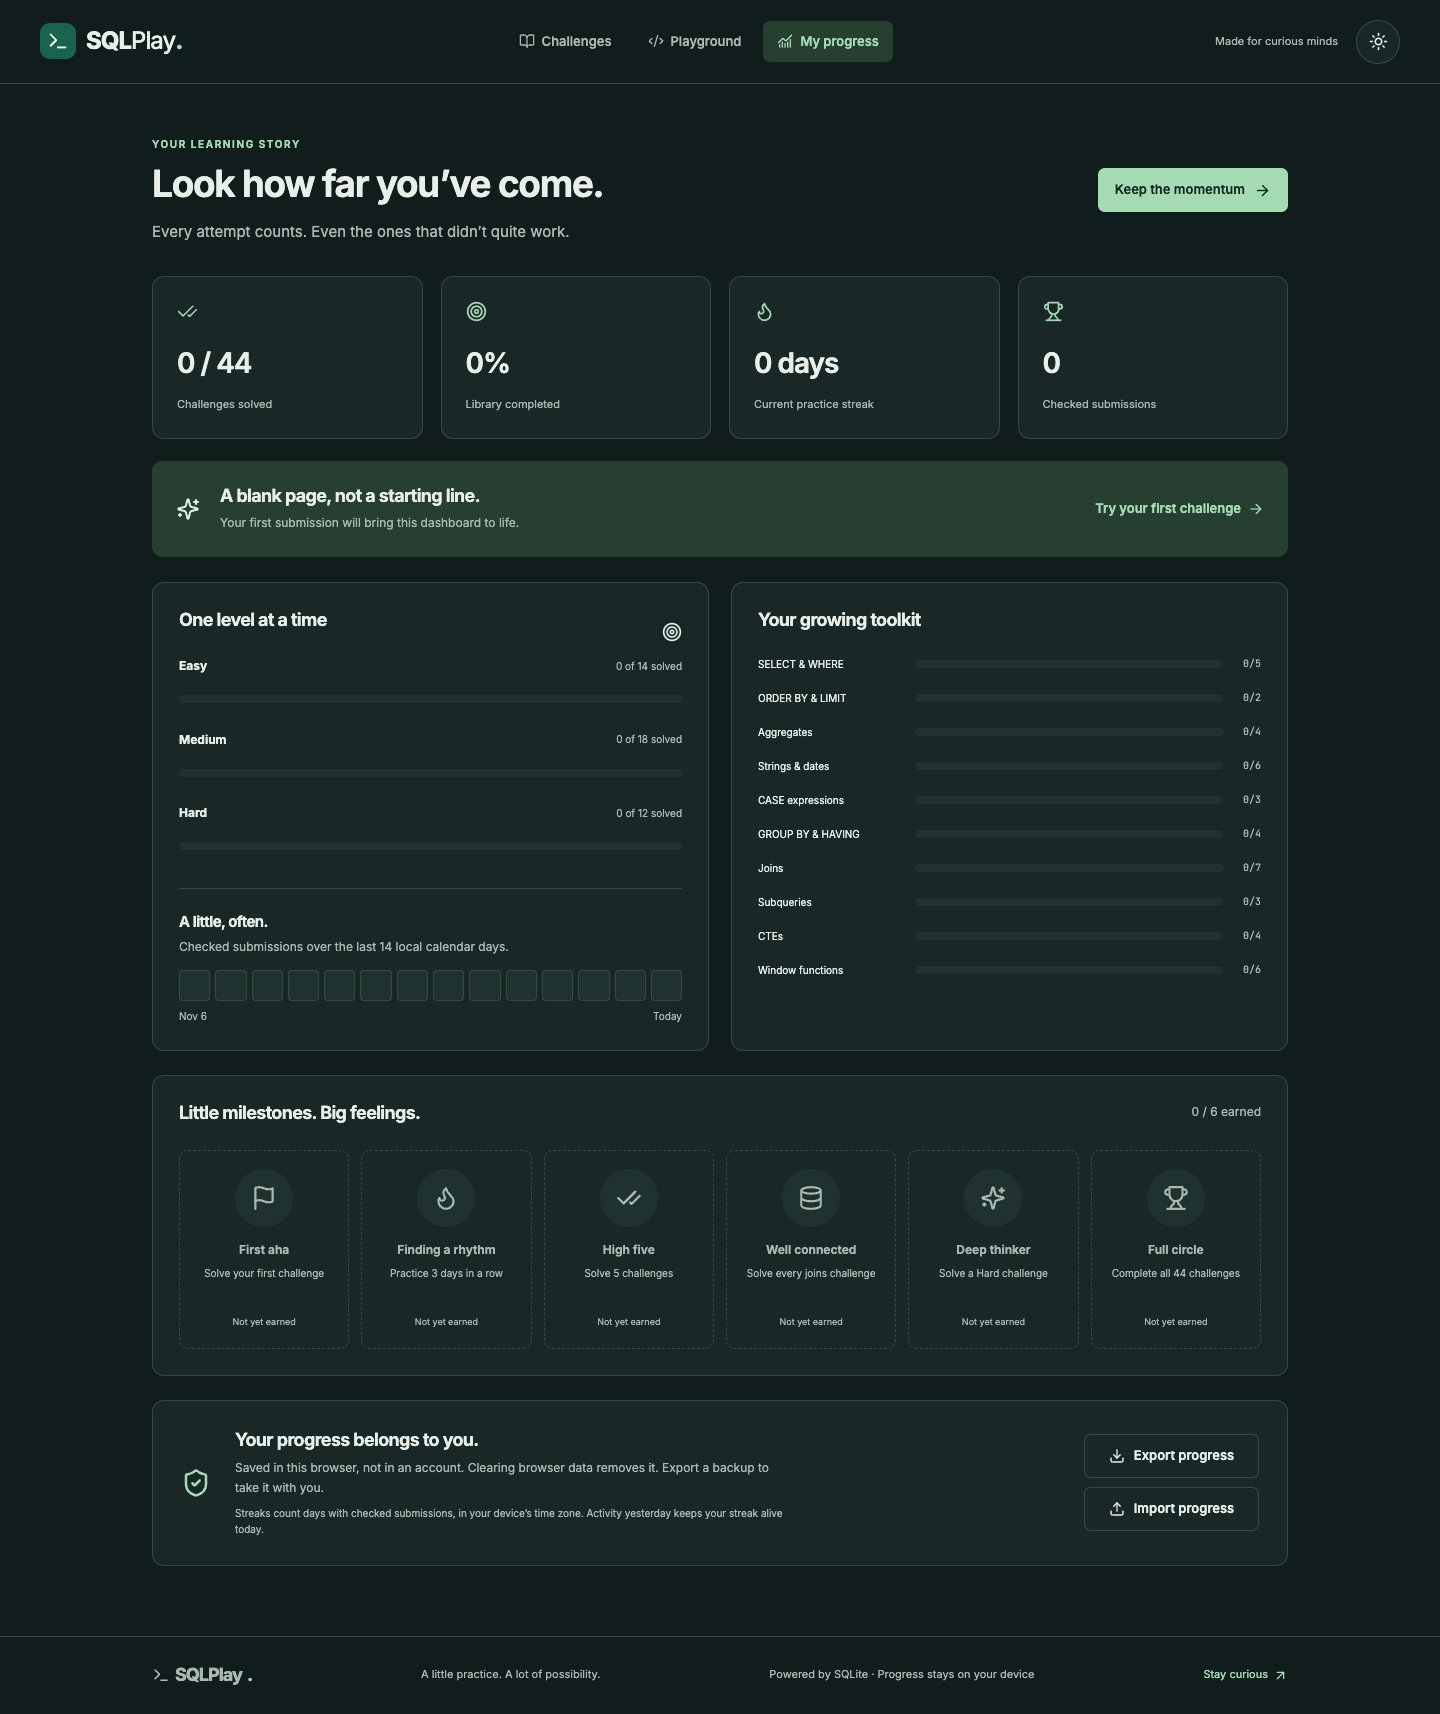 SQLPlay.
Challenges
Playground
My progress
Made for curious minds
YOUR LEARNING STORY
Look how far you’ve come.
Keep the momentum
Every attempt counts. Even the ones that didn’t quite work.
0 / 44
Challenges solved
0%
Library completed
0 days
Current practice streak
0
Checked submissions
A blank page, not a starting line.
Your first submission will bring this dashboard to life.
Try your first challenge
One level at a time
Easy
0 of 14 solved
Medium
0 of 18 solved
Hard
0 of 12 solved
A little, often.
Checked submissions over the last 14 local calendar days.
Nov 6
Today
Your growing toolkit
SELECT & WHERE
0/5
ORDER BY & LIMIT
0/2
Aggregates
0/4
Strings & dates
0/6
CASE expressions
0/3
GROUP BY & HAVING
0/4
Joins
0/7
Subqueries
0/3
CTEs
0/4
Window functions
0/6
Little milestones. Big feelings.
0 / 6 earned
First aha
Solve your first challenge
Not yet earned
Finding a rhythm
Practice 3 days in a row
Not yet earned
High five
Solve 5 challenges
Not yet earned
Well connected
Solve every joins challenge
Not yet earned
Deep thinker
Solve a Hard challenge
Not yet earned
Full circle
Complete all 44 challenges
Not yet earned
Your progress belongs to you.
Saved in this browser, not in an account. Clearing browser data removes it. Export a backup to
take it with you.
Streaks count days with checked submissions, in your device’s time zone. Activity yesterday keeps your streak alive
today.
Export progress
Import progress
SQLPlay .
A little practice. A lot of possibility.
Powered by SQLite · Progress stays on your device
Stay curious